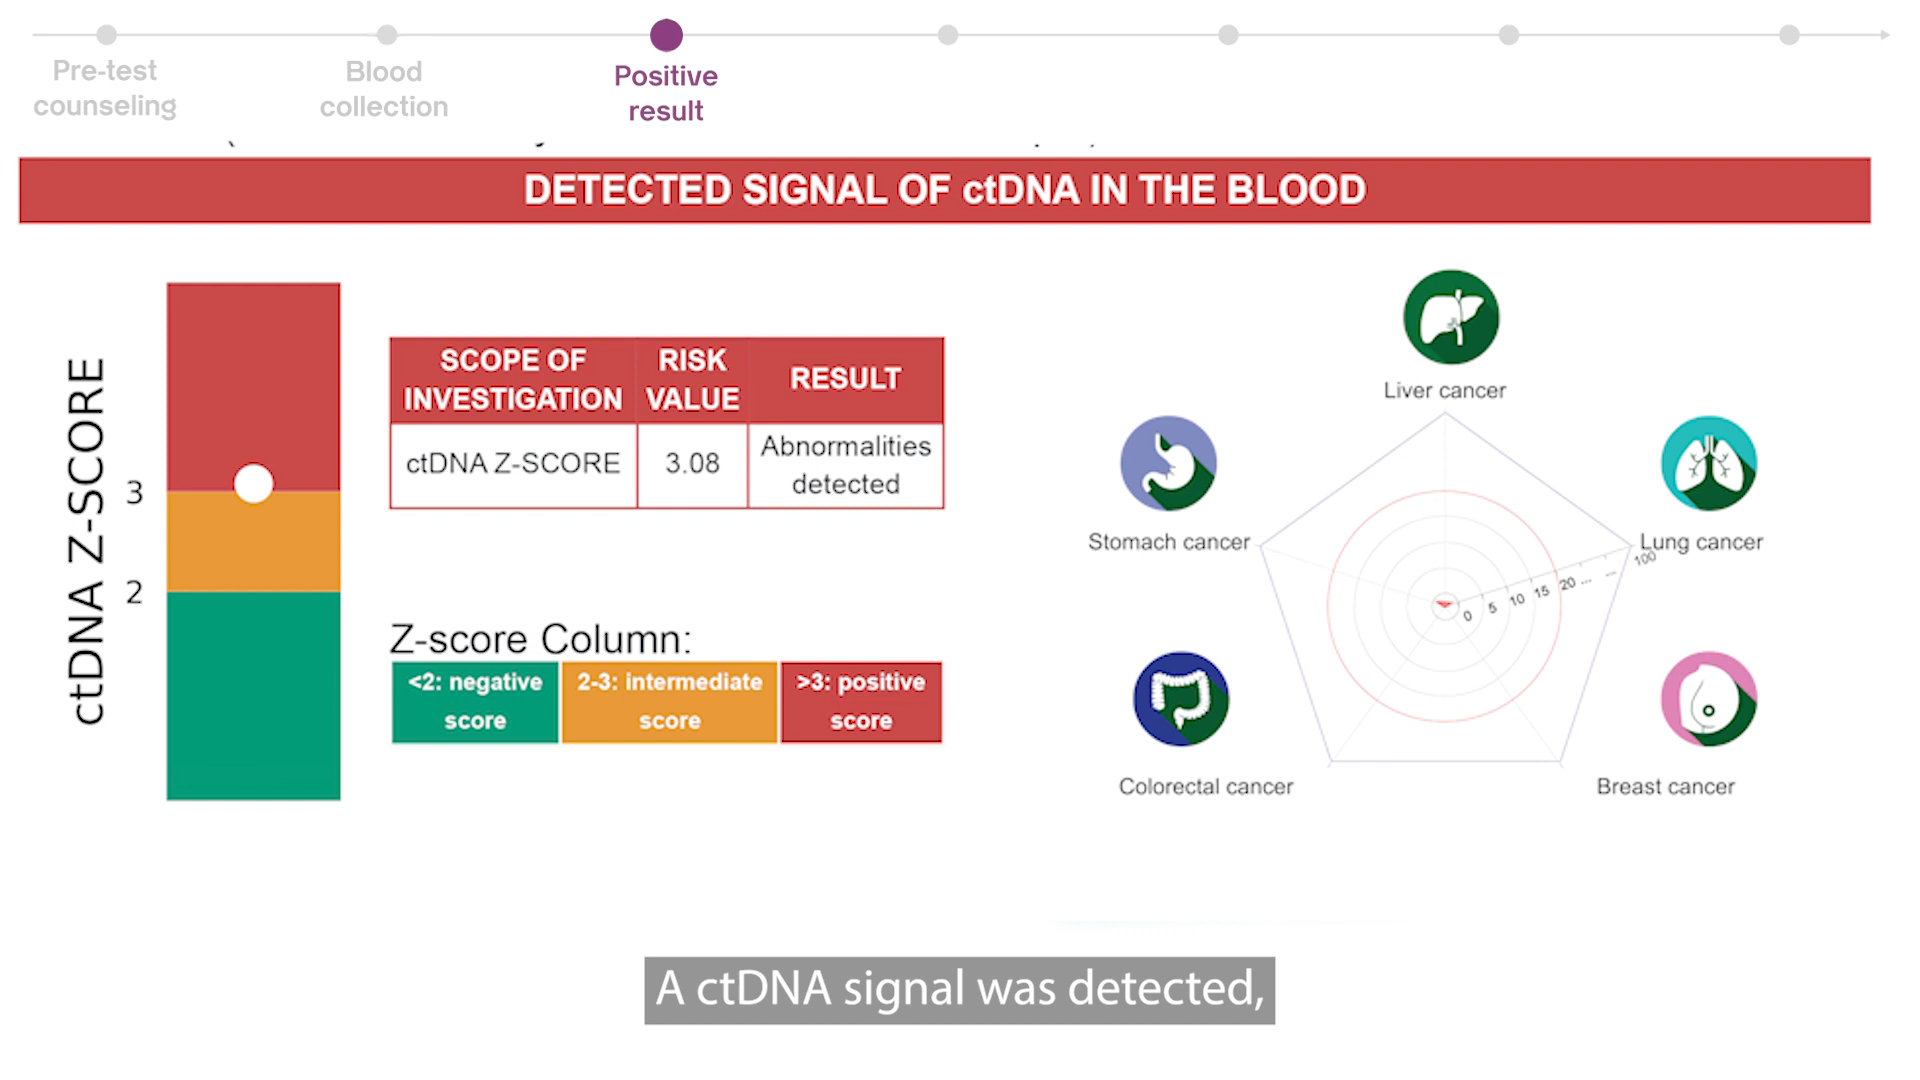 Pre-test
counseling
Blood
collection
Positive
result
DETECTED SIGNAL OF ctDNA IN THE BLOOD
ctDNA Z-SCORE
3
2
SCOPE OF
INVESTIGATION
RISK
VALUE
RESULT
ctDNA Z-SCORE
3.08
Abnormalities
detected
Z-score Column:
<2: negative
score
2-3: intermediate
score
>3: positive
score
Liver cancer
Stomach cancer
Lung cancer
0 5 10 15 20 ... ... 100
Colorectal cancer
Breast cancer
A ctDNA signal was detected,